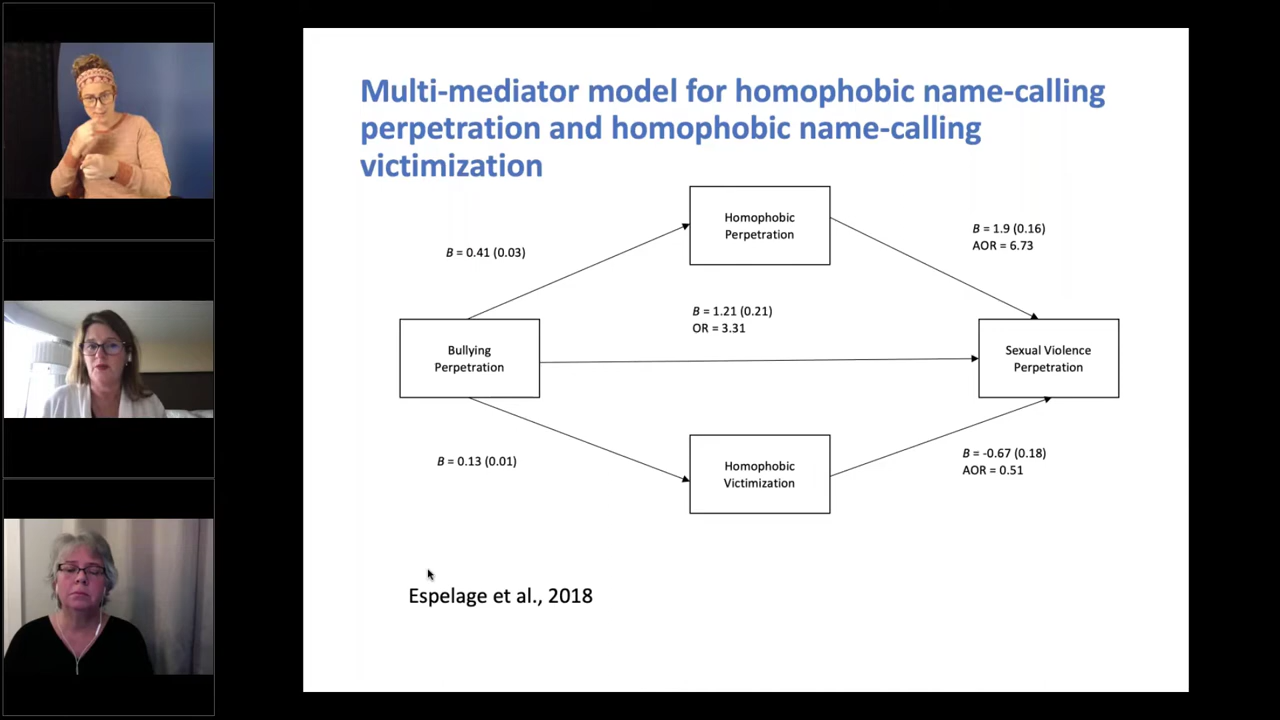 Multi-mediator model for homophobic name-calling
perpetration and homophobic name-calling
victimization
Homophobic
Perpetration
B = 1.9 (0.16)
AOR = 6.73
B = 0.41 (0.03)
B = 1.21 (0.21)
OR = 3.31
Bullying
Perpetration
Sexual Violence
Perpetration
Homophobic
Victimization
B = 0.13 (0.01)
B = -0.67 (0.18)
AOR = 0.51
Espelage et al., 2018